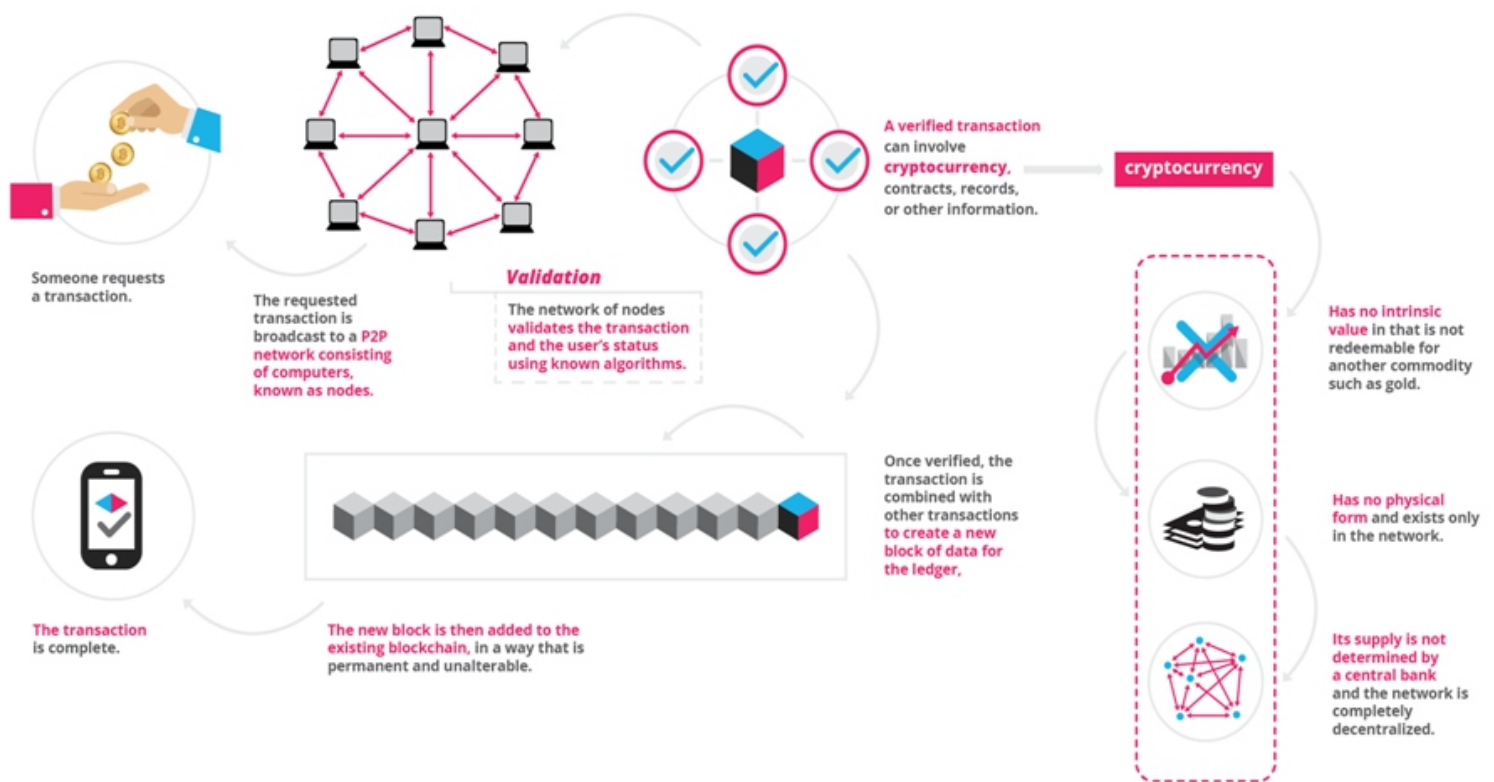 Someone requests
a transaction.
The requested
transaction is
broadcast to a P2P
network consisting
of computers,
known as nodes.
Validation
The network of nodes
validates the transaction
and the user's status
using known algorithms.
A verified transaction
can involve
cryptocurrency,
contracts, records,
or other information.
cryptocurrency
Has no intrinsic
value in that is not
redeemable for
another commodity
such as gold.
Has no physical
form and exists only
in the network.
Its supply is not
determined by
a central bank
and the network is
completely
decentralized.
Once verified, the
transaction is
combined with
other transactions
to create a new
block of data for
the ledger,
The new block is then added to the
existing blockchain, in a way that is
permanent and unalterable.
The transaction
is complete.